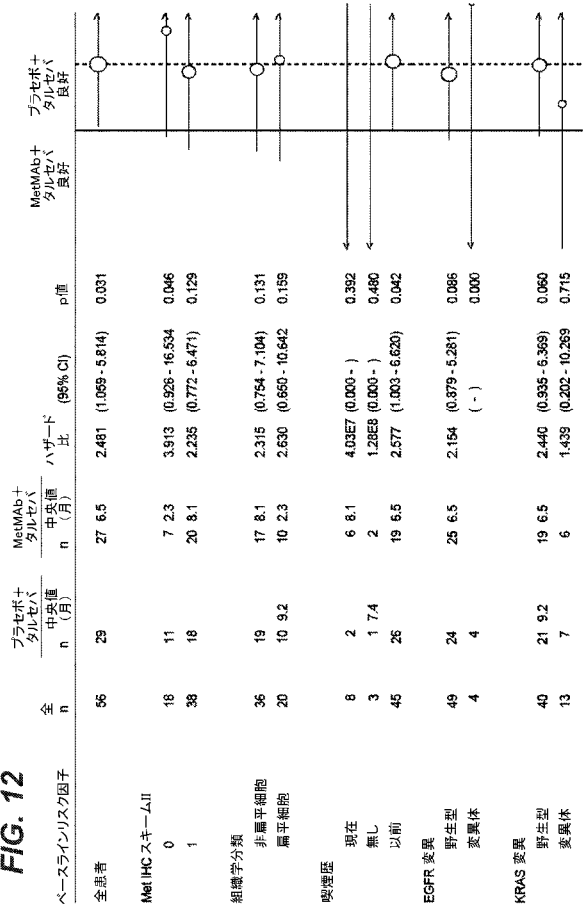 FIG. 12
プラセボ＋ タルセバ MetMAb＋ タルセバ MetMAb＋ タルセバ 良好 プラセボ＋ タルセバ 良好
ベースラインリスク因子 全 n n 中央値 (月) n 中央値 (月) ハザード 比 (95% CI) p値
全患者 56 29 27 6.5 2.481 (1.059 - 5.814) 0.031
Met IHC スキームII
0 18 11 7 2.3 3.913 (0.926 - 16.534 0.046
1 38 18 20 8.1 2.235 (0.772 - 6.471) 0.129
組織学分類
非扁平細胞 36 19 17 8.1 2.315 (0.754 - 7.104) 0.131
扁平細胞 20 10 9.2 10 2.3 2.630 (0.650 - 10.642 0.159
喫煙歴
現在 8 2 6 8.1 4.03E7 (0.000 - ) 0.392
無し 3 1 7.4 2 1.28E8 (0.000 - ) 0.480
以前 45 26 19 6.5 2.577 (1.003 - 6.620) 0.042
EGFR 変異
野生型 49 24 25 6.5 2.154 (0.879 - 5.281) 0.086
変異体 4 4 ( - ) 0.000
KRAS 変異
野生型 40 21 9.2 19 6.5 2.440 (0.935 - 6.369) 0.060
変異体 13 7 6 1.439 (0.202 - 10.269 0.715